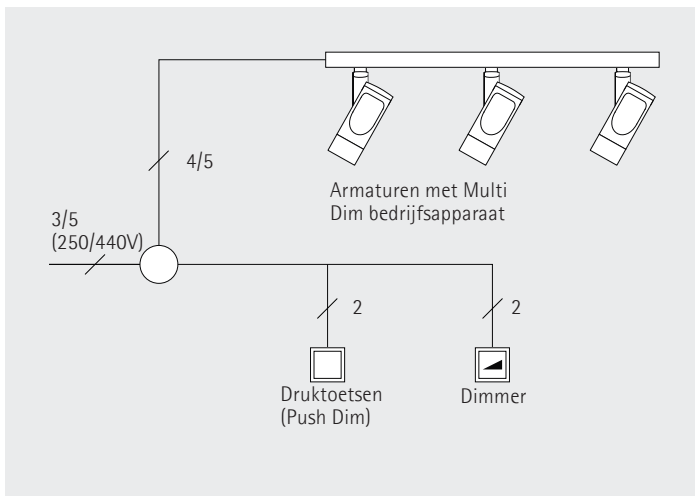 4/5
Armaturen met Multi
Dim bedrijfsapparaat
3/5
(250/440V)
2
2
Druktoetsen
(Push Dim)
Dimmer